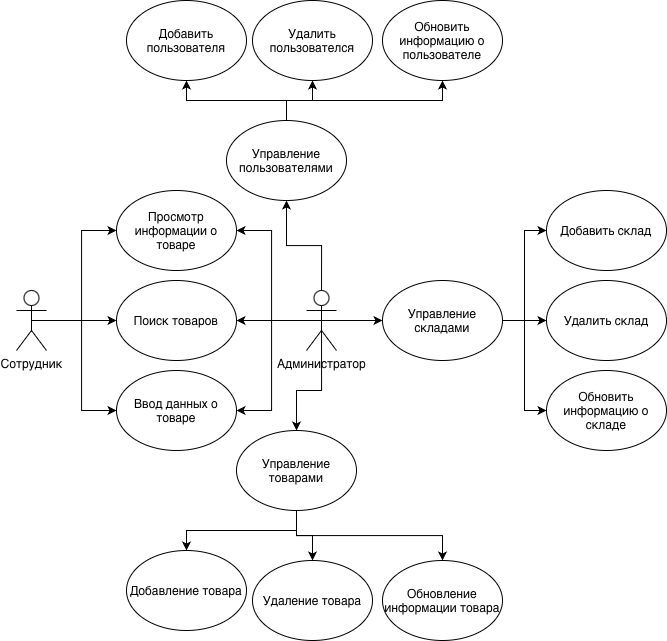 Добавить
пользователя
Удалить
пользователся
Обновить
информацию о
пользователе
Управление
пользователями
Просмотр
информации о
товаре
Добавить склад
Поиск товаров
Управление
складами
Удалить склад
Сотрудник
Администратор
Ввод данных о
товаре
Обновить
информацию о
складе
Управление
товарами
Добавление товара
Удаление товара
Обновление
информации товара